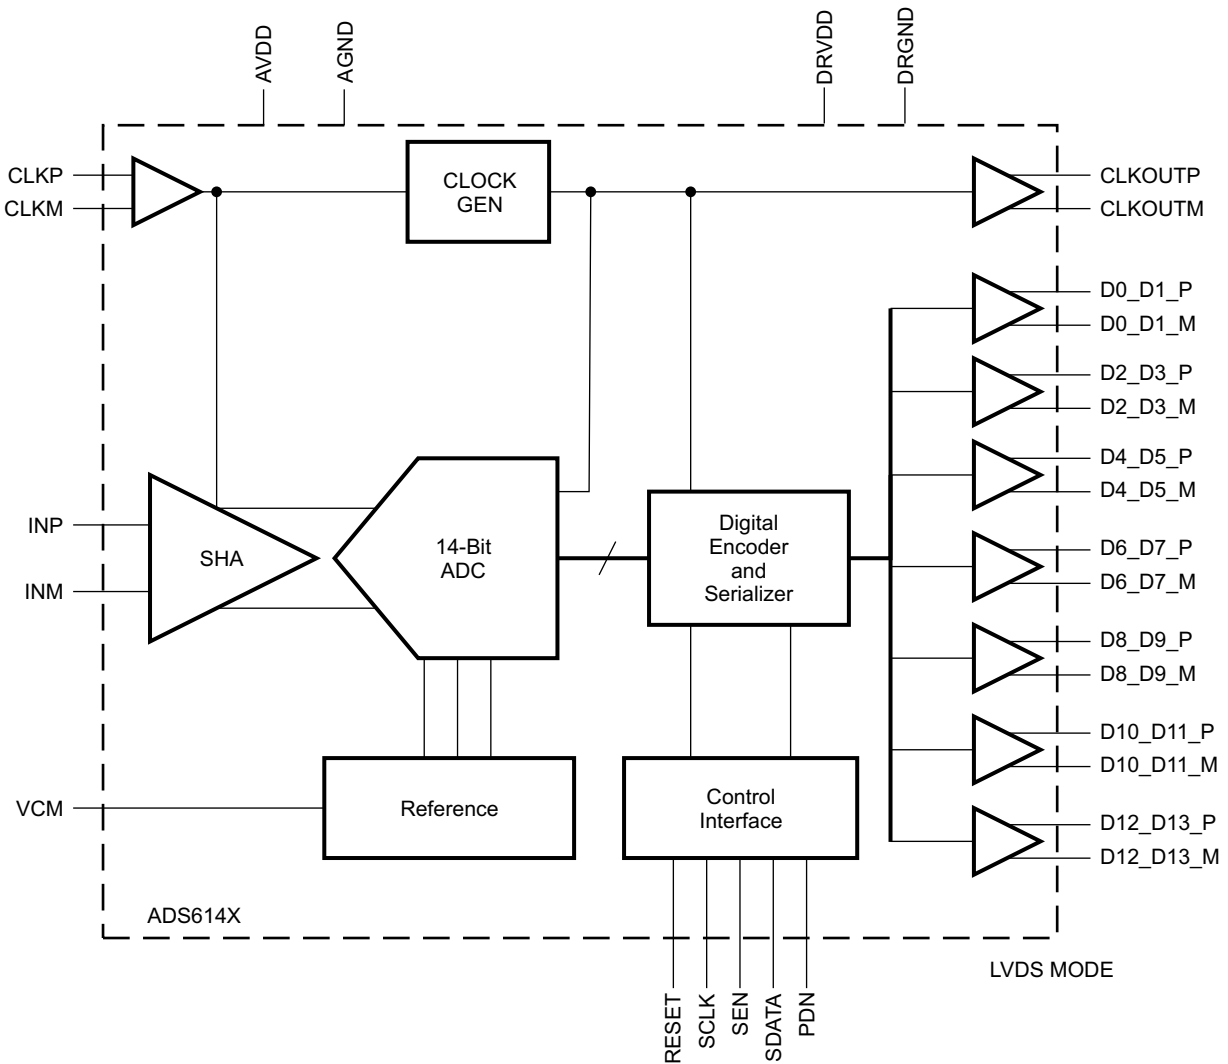 AVDD
AGND
DRVDD
DRGND
CLKP
CLKM
CLOCK
GEN
CLKOUTP
CLKOUTM
D0_D1_P
D0_D1_M
D2_D3_P
D2_D3_M
D4_D5_P
D4_D5_M
INP
INM
SHA
14-Bit
ADC
Digital
Encoder
and
Serializer
D6_D7_P
D6_D7_M
D8_D9_P
D8_D9_M
D10_D11_P
D10_D11_M
VCM
Reference
Control
Interface
D12_D13_P
D12_D13_M
ADS614X
LVDS MODE
RESET
SCLK
SEN
SDATA
PDN